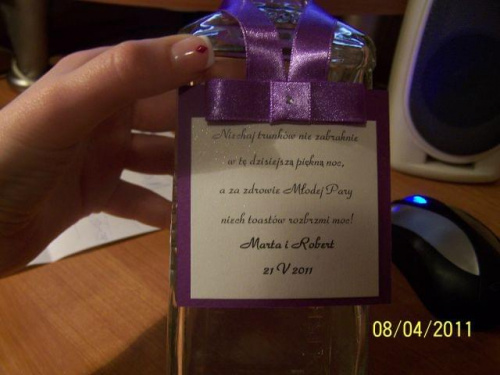 Niechaj trunków nie zabraknie
w tę dzisiejszą piękną noc,
a za zdrowie Młodej Pary
niech toastów rozbrzmi moc!
Marta i Robert
21 V 2011
08/04/2011